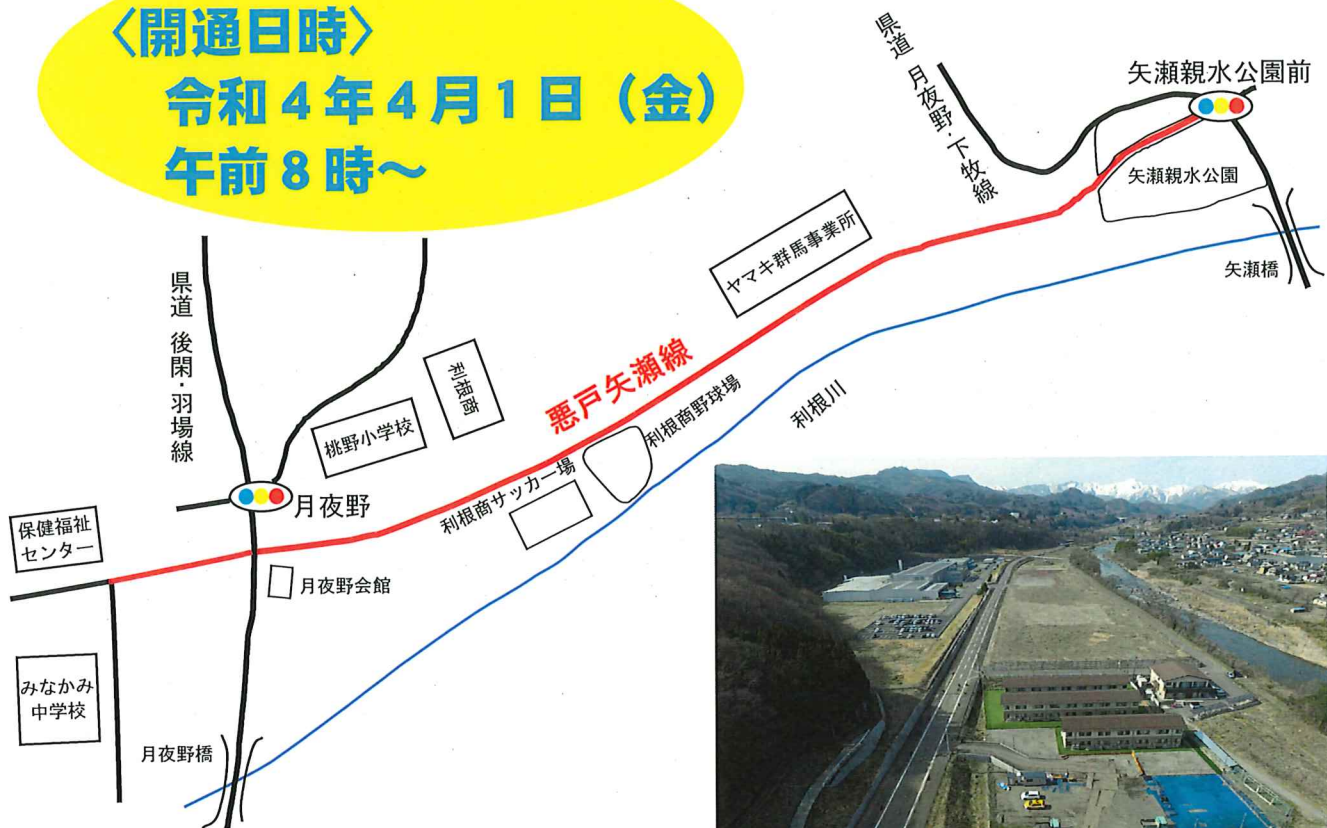 〈開通日時〉
令和4年4月1日（金）
午前8時～
県道 月夜野・下牧線
矢瀬親水公園前
矢瀬親水公園
矢瀬橋
ヤマキ群馬事業所
県道 後閑・羽場線
利根商
桃野小学校
悪戸矢瀬線
利根商野球場
利根川
利根商サッカー場
月夜野
保健福祉
センター
月夜野会館
みなかみ
中学校
月夜野橋